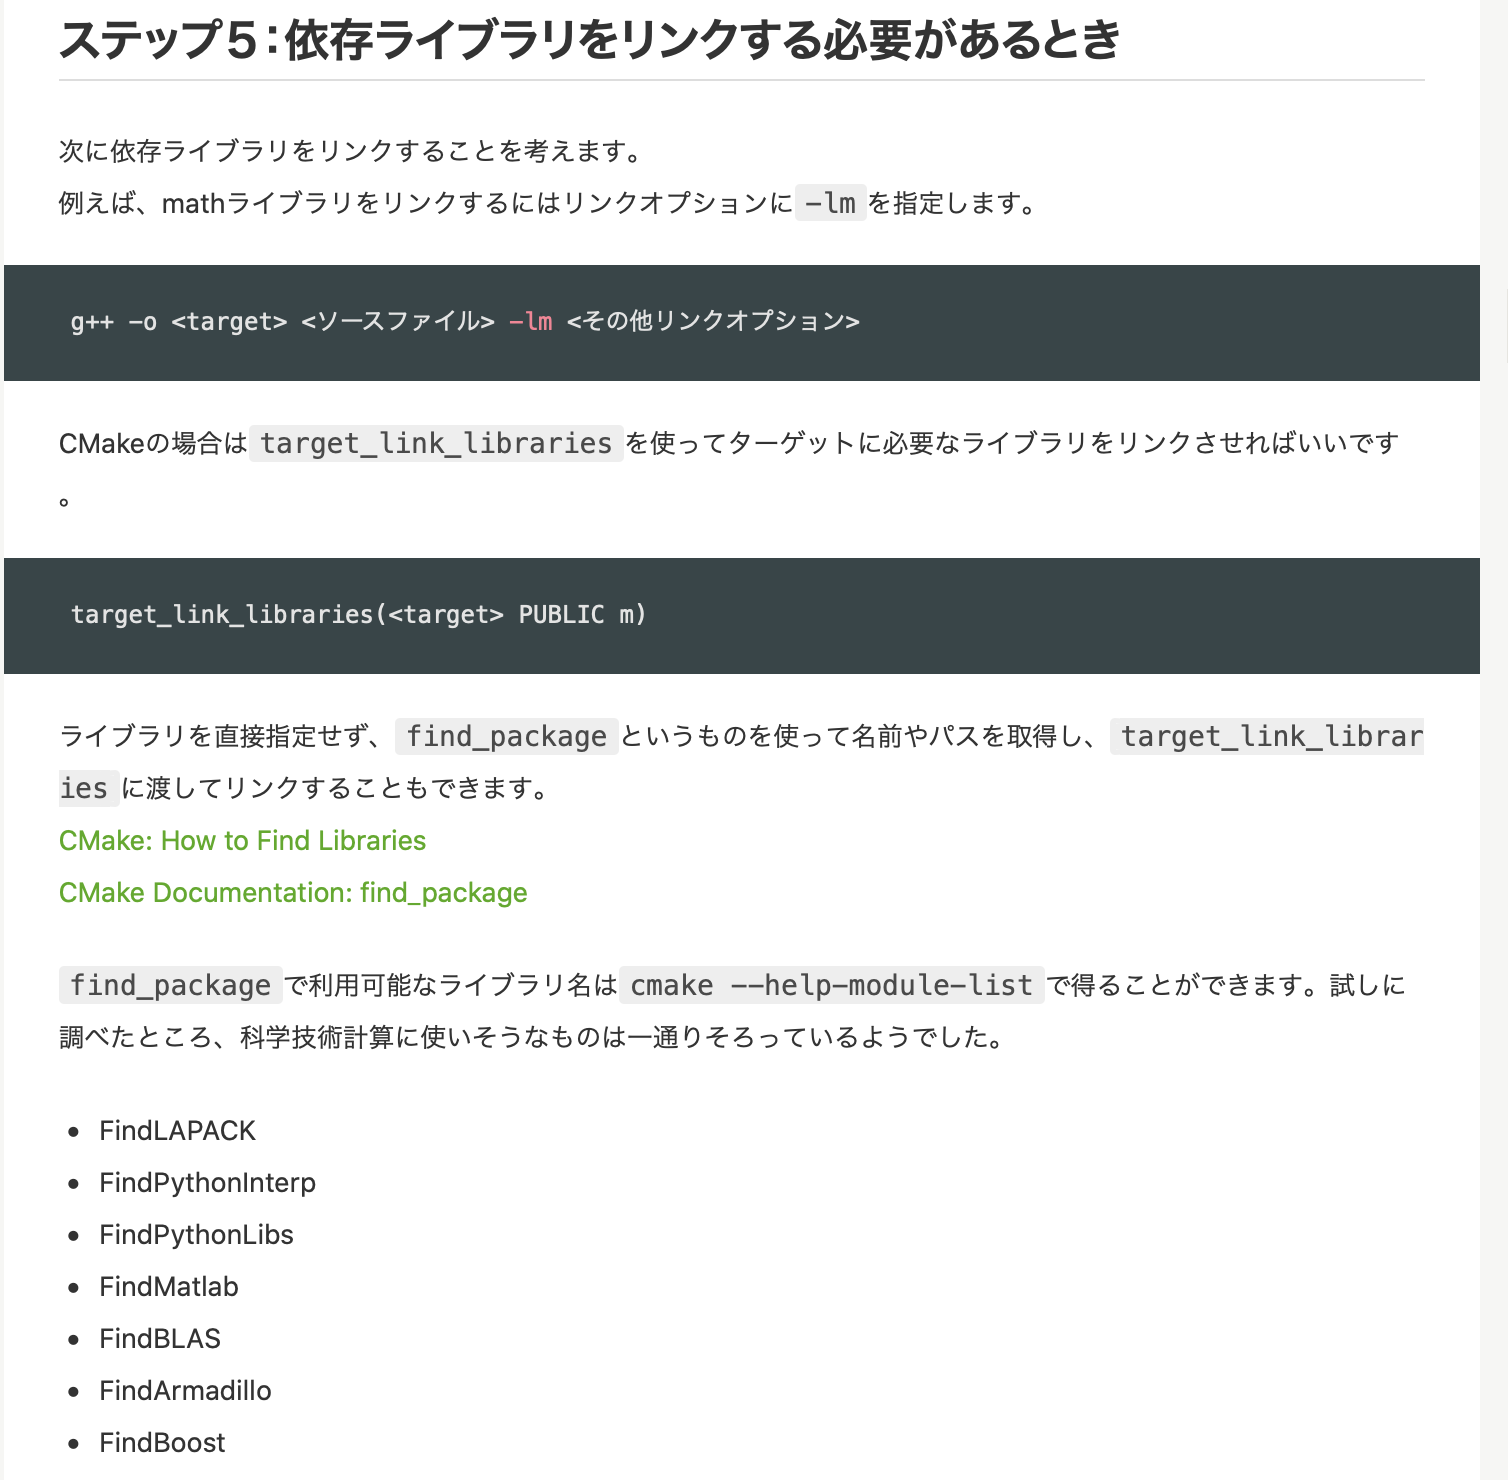 ステップ5：依存ライブラリをリンクする必要があるとき
次に依存ライブラリをリンクすることを考えます。
例えば、mathライブラリをリンクするにはリンクオプションに -lm を指定します。
g++ -o <target> <ソースファイル> -lm <その他リンクオプション>
CMakeの場合は target_link_libraries を使ってターゲットに必要なライブラリをリンクさせればいいです
。
target_link_libraries(<target> PUBLIC m)
ライブラリを直接指定せず、 find_package というものを使って名前やパスを取得し、 target_link_librar
ies に渡してリンクすることもできます。
CMake: How to Find Libraries
CMake Documentation: find_package
find_package で利用可能なライブラリ名は cmake --help-module-list で得ることができます。試しに
調べたところ、科学技術計算に使いそうなものは一通りそろっているようでした。
• FindLAPACK
• FindPythonInterp
• FindPythonLibs
• FindMatlab
• FindBLAS
• FindArmadillo
• FindBoost